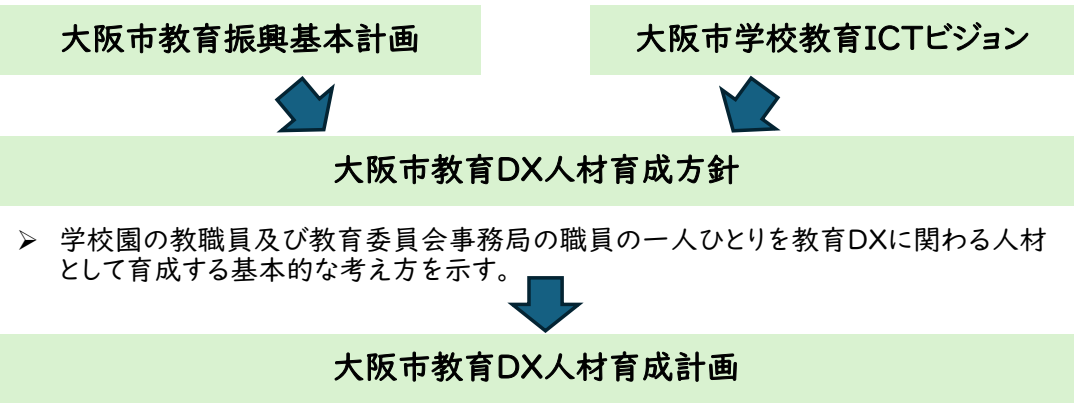 大阪市教育振興基本計画
大阪市学校教育ICTビジョン
大阪市教育DX人材育成方針
➢ 学校園の教職員及び教育委員会事務局の職員の一人ひとりを教育DXに関わる人材
として育成する基本的な考え方を示す。
大阪市教育DX人材育成計画